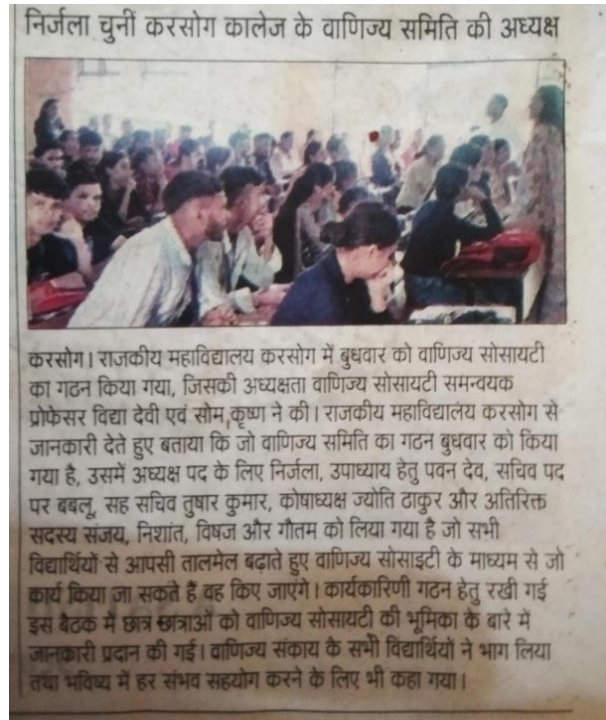 निर्जला चुनीं करसोग कालेज के वाणिज्य समिति की अध्यक्ष
करसोग। राजकीय महाविद्यालय करसोग में बुधवार को वाणिज्य सोसायटी
का गठन किया गया, जिसकी अध्यक्षता वाणिज्य सोसायटी समन्वयक
प्रोफेसर विद्या देवी एवं सोम कृष्ण ने की। राजकीय महाविद्यालय करसोग से
जानकारी देते हुए बताया कि जो वाणिज्य समिति का गठन बुधवार को किया
गया है, उसमें अध्यक्ष पद के लिए निर्जला, उपाध्याय हेतु पवन देव, सचिव पद
पर बबलू, सह सचिव तुषार कुमार, कोषाध्यक्ष ज्योति ठाकुर और अतिरिक्त
सदस्य संजय, निशांत, विषज और गौतम को लिया गया है जो सभी
विद्यार्थियों से आपसी तालमेल बढ़ाते हुए वाणिज्य सोसाइटी के माध्यम से जो
कार्य किया जा सकते हैं वह किए जाएंगे। कार्यकारिणी गठन हेतु रखी गई
इस बैठक में छात्र छात्राओं को वाणिज्य सोसायटी की भूमिका के बारे में
जानकारी प्रदान की गई। वाणिज्य संकाय के सभी विद्यार्थियों ने भाग लिया
तथा भविष्य में हर संभव सहयोग करने के लिए भी कहा गया।